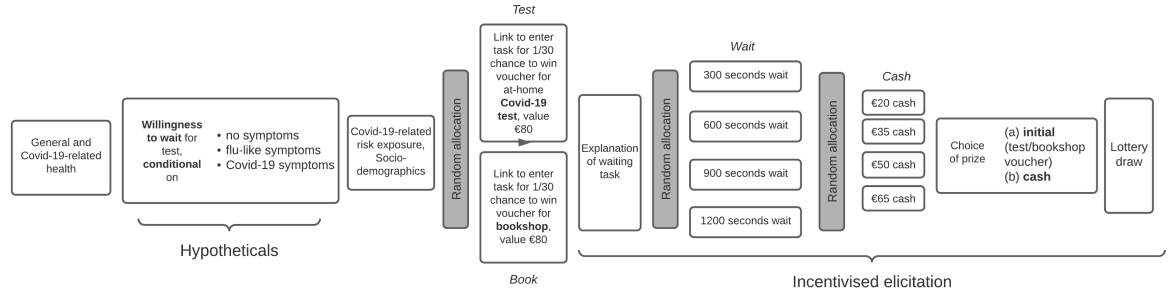 General and
Covid-19-related
health
Willingness
to wait for
test,
conditional
on
• no symptoms
• flu-like symptoms
• Covid-19 symptoms
Hypotheticals
Covid-19-related
risk exposure,
Socio-
demographics
Random allocation
Test
Link to enter
task for 1/30
chance to win
voucher for
at-home
Covid-19
test, value
€80
Link to enter
task for 1/30
chance to win
voucher for
bookshop,
value €80
Book
Explanation
of waiting
task
Random allocation
Wait
300 seconds wait
600 seconds wait
900 seconds wait
1200 seconds wait
Random allocation
Cash
€20 cash
€35 cash
€50 cash
€65 cash
Choice
of prize
(a) initial
(test/bookshop
voucher)
(b) cash
Lottery
draw
Incentivised elicitation